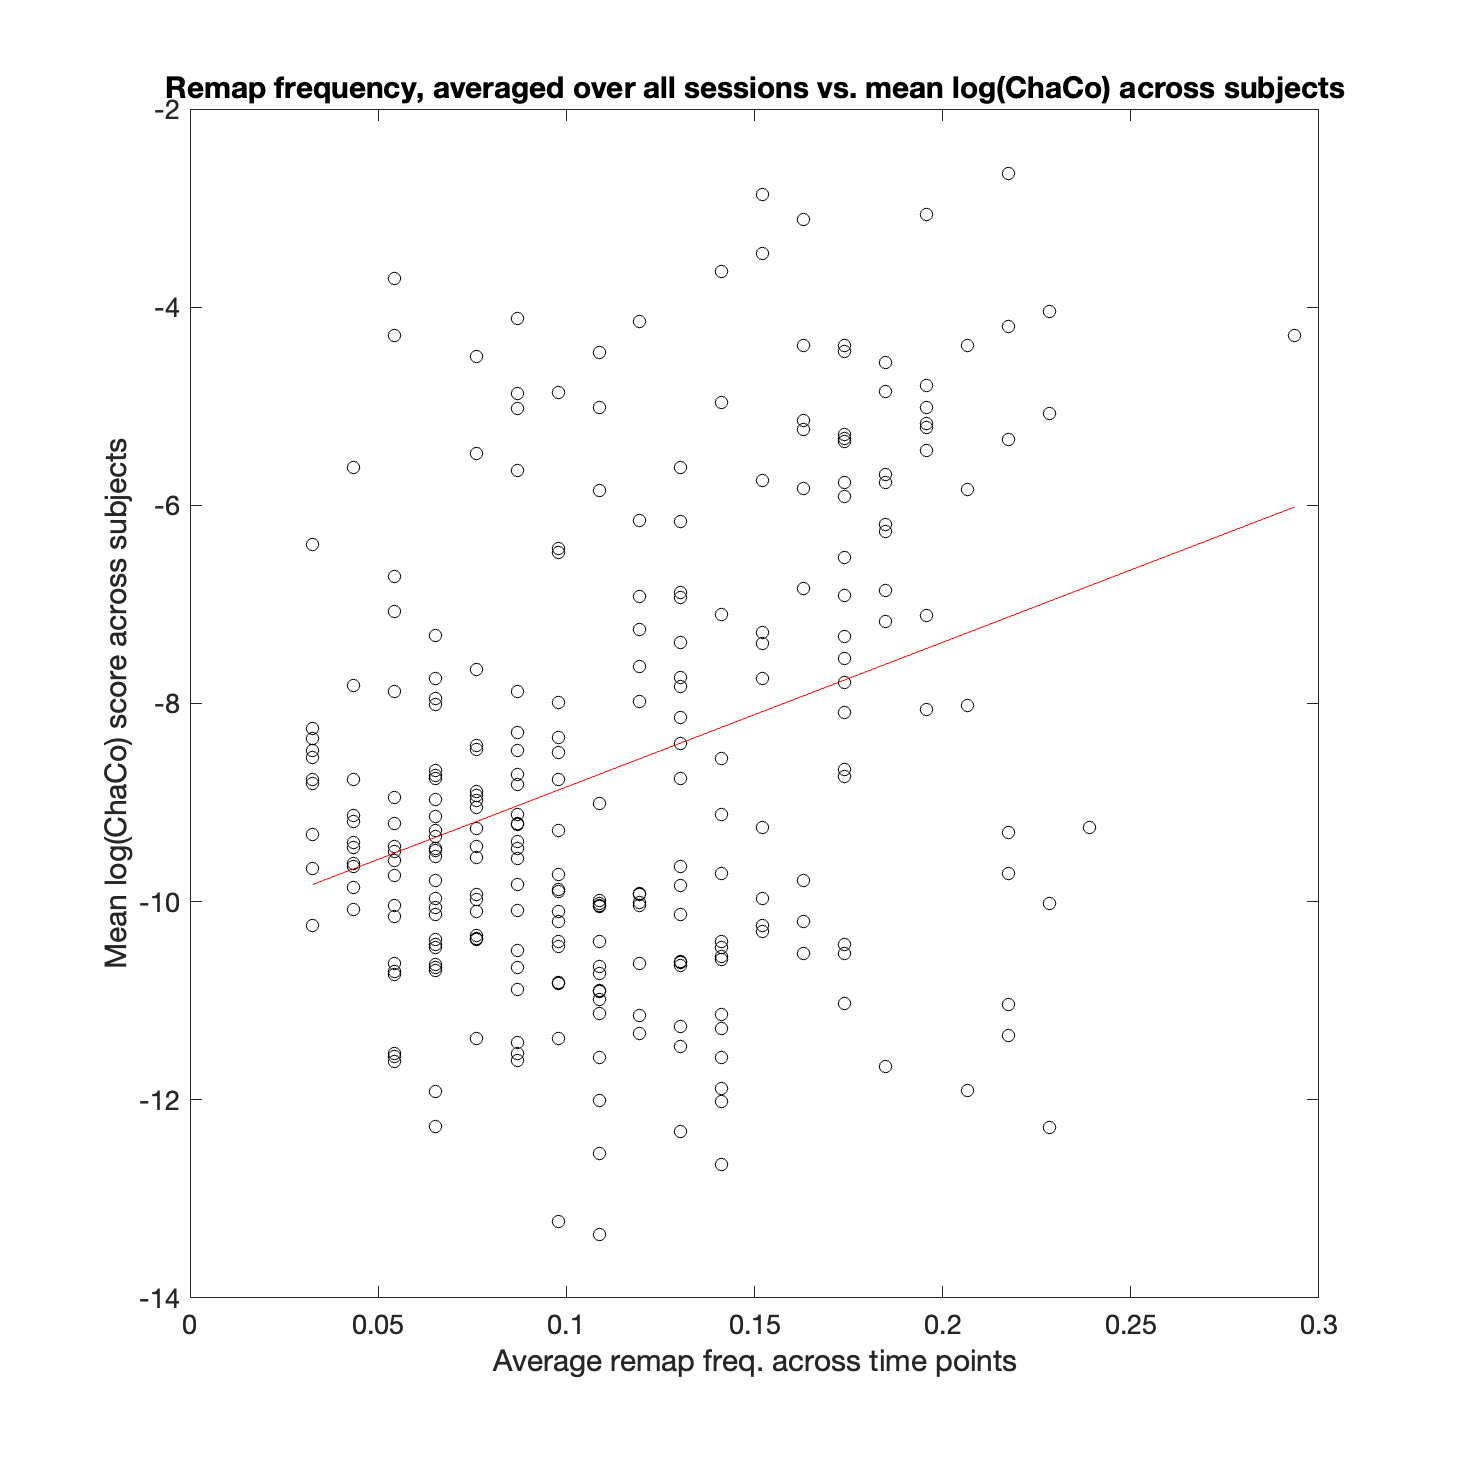 Remap frequency, averaged over all sessions vs. mean log(ChaCo) across subjects
-2
-4
-6
-8
-10
-12
-14
Mean log(ChaCo) score across subjects
0 0.05 0.1 0.15 0.2 0.25 0.3
Average remap freq. across time points